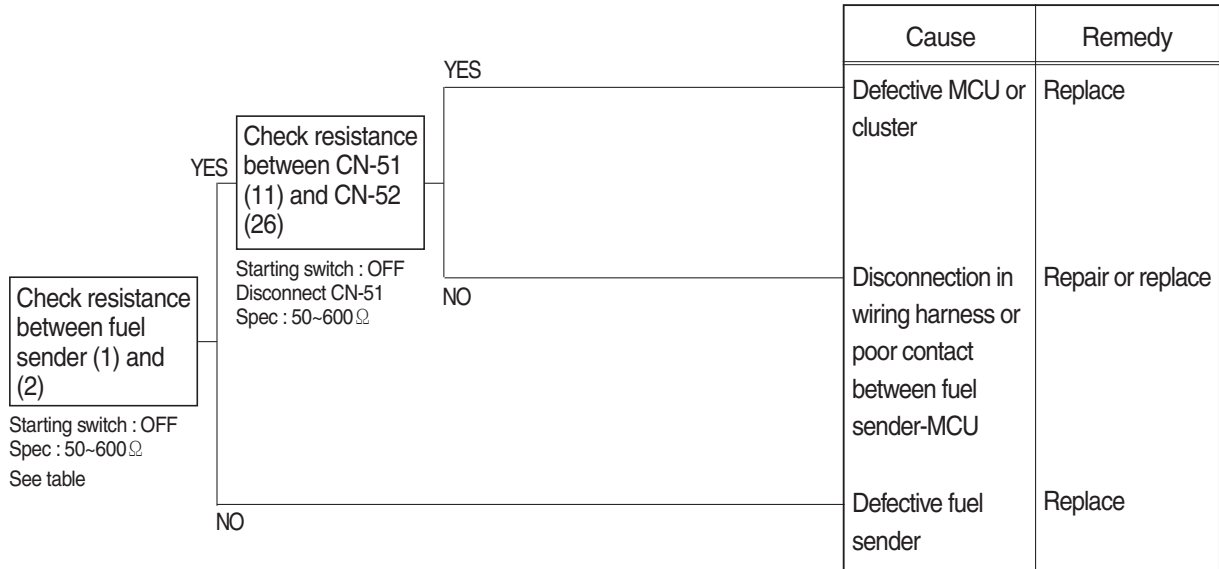 Cause
Remedy
YES
Defective MCU or
cluster
Replace
Check resistance
between CN-51
(11) and CN-52
(26)
YES
Starting switch : OFF
Disconnect CN-51
Spec : 50~600Ω
NO
Disconnection in
wiring harness or
poor contact
between fuel
sender-MCU
Repair or replace
Check resistance
between fuel
sender (1) and
(2)
Starting switch : OFF
Spec : 50~600Ω
See table
NO
Defective fuel
sender
Replace